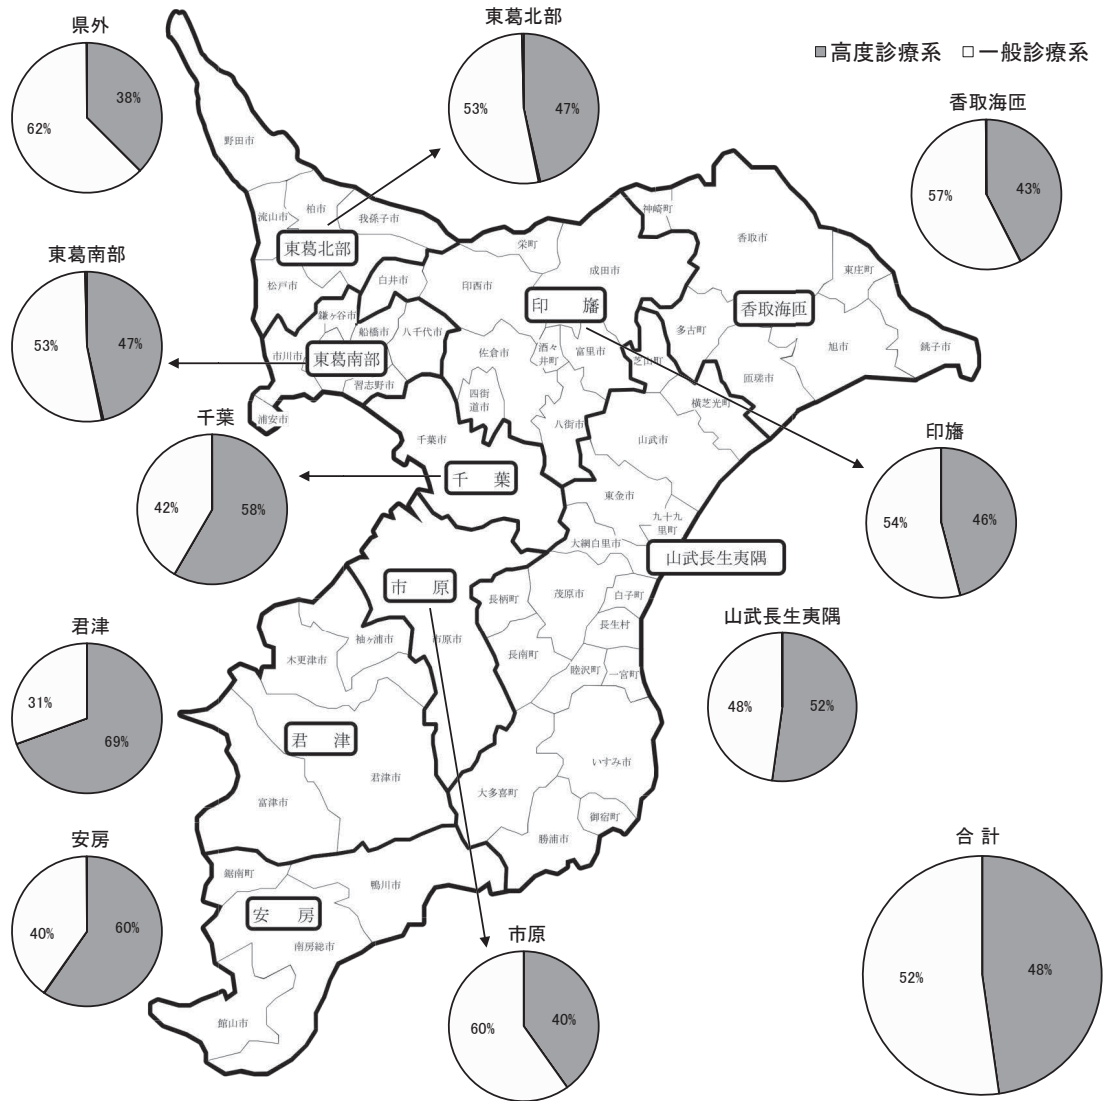 県外
38%
62%
東葛北部
53%
47%
■高度診療系 □一般診療系
香取海匝
57%
43%
東葛南部
53%
47%
千葉
42%
58%
印旛
54%
46%
君津
31%
69%
山武長生夷隅
48%
52%
安房
40%
60%
市原
60%
40%
合計
52%
48%
野田市
流山市
柏市
我孫子市
東葛北部
松戸市
白井市
鎌ヶ谷市
船橋市
八千代市
市川市
東葛南部
習志野市
浦安市
栄町
成田市
印西市
印 旛
佐倉市
酒々
井町
富里市
四街
道市
八街市
神崎町
香取市
東庄町
香取海匝
多古町
旭市
銚子市
匝瑳市
芝山町
横芝光町
山武市
千葉市
千 葉
東金市
九十九
里町
大網白里市
山武長生夷隅
市 原
市原市
長柄町
茂原市
白子町
長生村
長南町
睦沢町
一宮町
袖ヶ浦市
木更津市
君 津
君津市
富津市
いすみ市
大多喜町
御宿町
勝浦市
鋸南町
鴨川市
安 房
南房総市
館山市